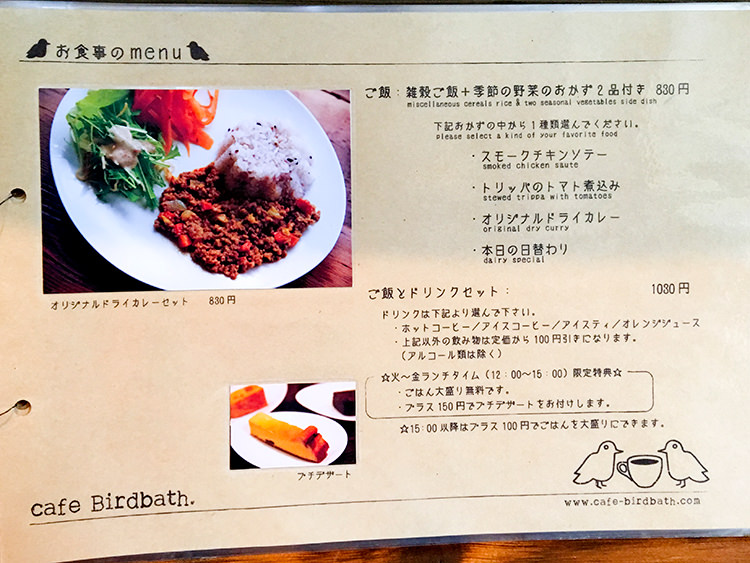 お食事のmenu
ご飯：雑穀ご飯＋季節の野菜のおかず２品付き 830円
miscellaneous cereals rice & two seasonal vegetables side dish
下記おかずの中から１種類選んでください。
please select a kind of your favorite food
・スモークチキンソテー
smoked chicken saute
・トリッパのトマト煮込み
stewed trippa with tomatoes
・オリジナルドライカレー
original dry curry
・本日の日替わり
dairy special
オリジナルドライカレーセット 830円
ご飯とドリンクセット： 1030円
ドリンクは下記より選んで下さい。
・ホットコーヒー／アイスコーヒー／アイスティ／オレンジジュース
・上記以外の飲み物は定価から100円引きになります。
（アルコール類は除く）
☆火～金ランチタイム（12：00～15：00）限定特典☆
・ごはん大盛り無料です。
・プラス150円でプチデザートをお付けします。
☆15:00以降はプラス100円でごはんを大盛りにできます。
プチデザート
cafe Birdbath.
www.cafe-birdbath.com